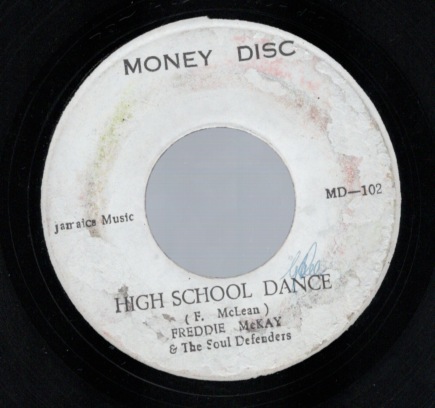 MONEY DISC
MD—102
Jamaica Music
HIGH SCHOOL DANCE
( F. McLean )
FREDDIE McKAY
& The Soul Defenders